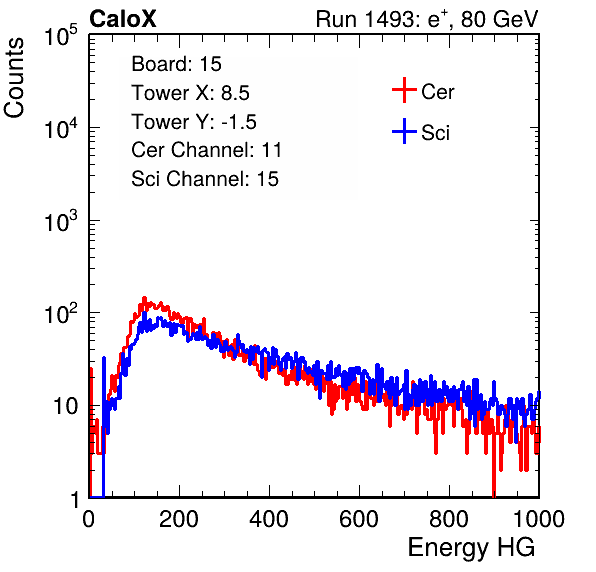 CaloX Run 1493: e⁺, 80 GeV
Counts
Board: 15
Tower X: 8.5
Tower Y: -1.5
Cer Channel: 11
Sci Channel: 15
Cer
Sci
10⁵
10⁴
10³
10²
10
1
0 200 400 600 800 1000
Energy HG